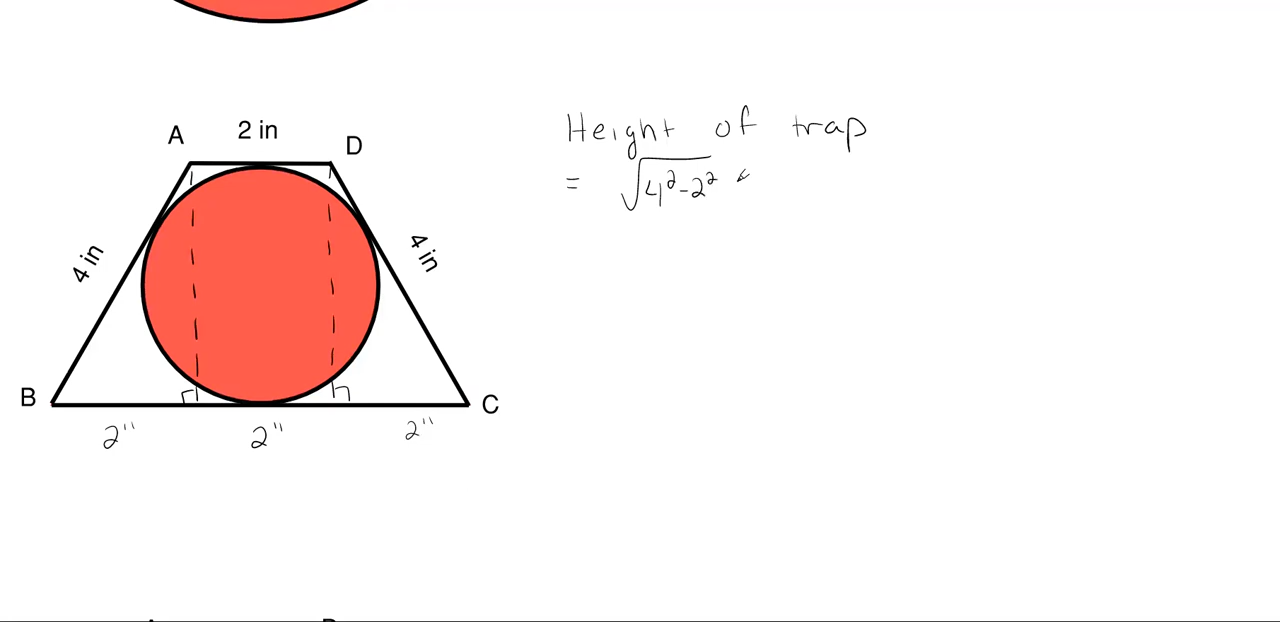 2 in
A
D
Height of trap
= √4²-2²
4 in
4 in
B
C
2"
2"
2"